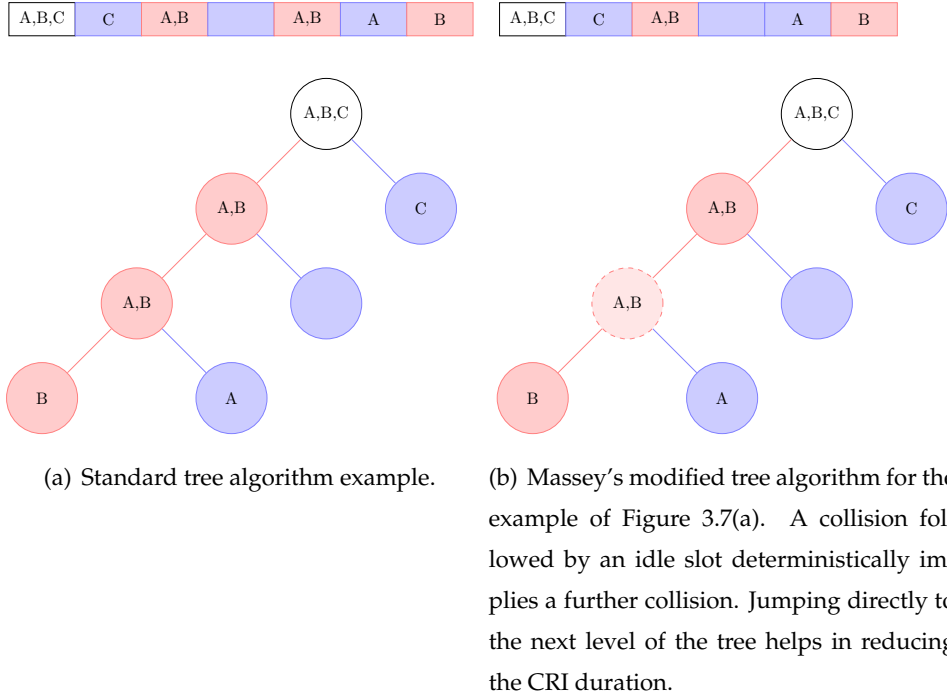 A,B,C C A,B A,B A B
A,B,C C A,B A B
A,B,C
A,B C
A,B
B A
A,B,C
A,B C
A,B
B A
(a) Standard tree algorithm example.
(b) Massey's modified tree algorithm for the
example of Figure 3.7(a). A collision fol
lowed by an idle slot deterministically im
plies a further collision. Jumping directly to
the next level of the tree helps in reducing
the CRI duration.